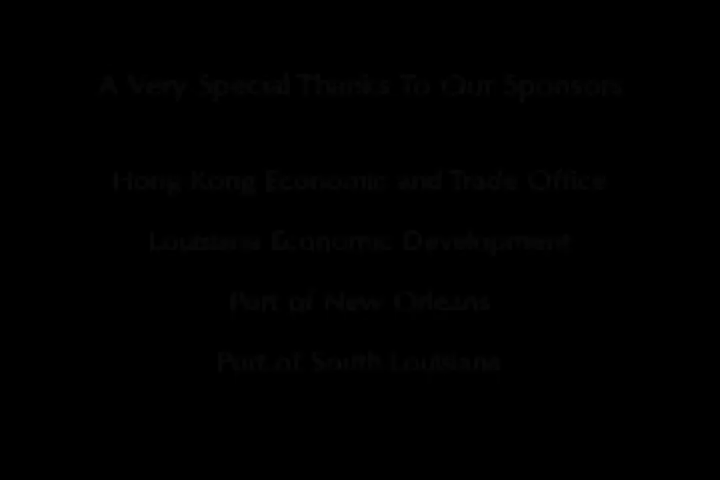 A Very Special Thanks To Our Sponsors
Hong Kong Economic and Trade Office
Louisiana Economic Development
Port of New Orleans
Port of South Louisiana